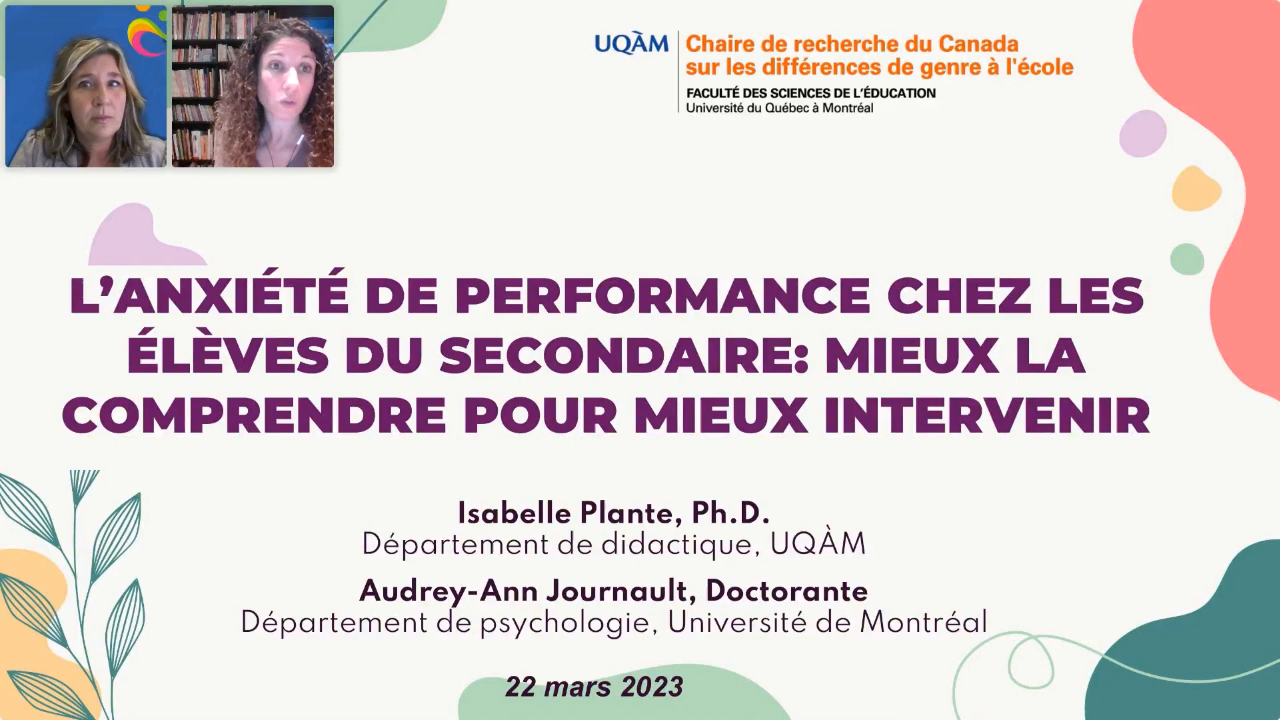 UQÀM
Chaire de recherche du Canada
sur les différences de genre à l'école
FACULTÉ DES SCIENCES DE L'ÉDUCATION
Université du Québec à Montréal
L'ANXIÉTÉ DE PERFORMANCE CHEZ LES
ÉLÈVES DU SECONDAIRE: MIEUX LA
COMPRENDRE POUR MIEUX INTERVENIR
Isabelle Plante, Ph.D.
Département de didactique, UQÀM
Audrey-Ann Journault, Doctorante
Département de psychologie, Université de Montréal
22 mars 2023